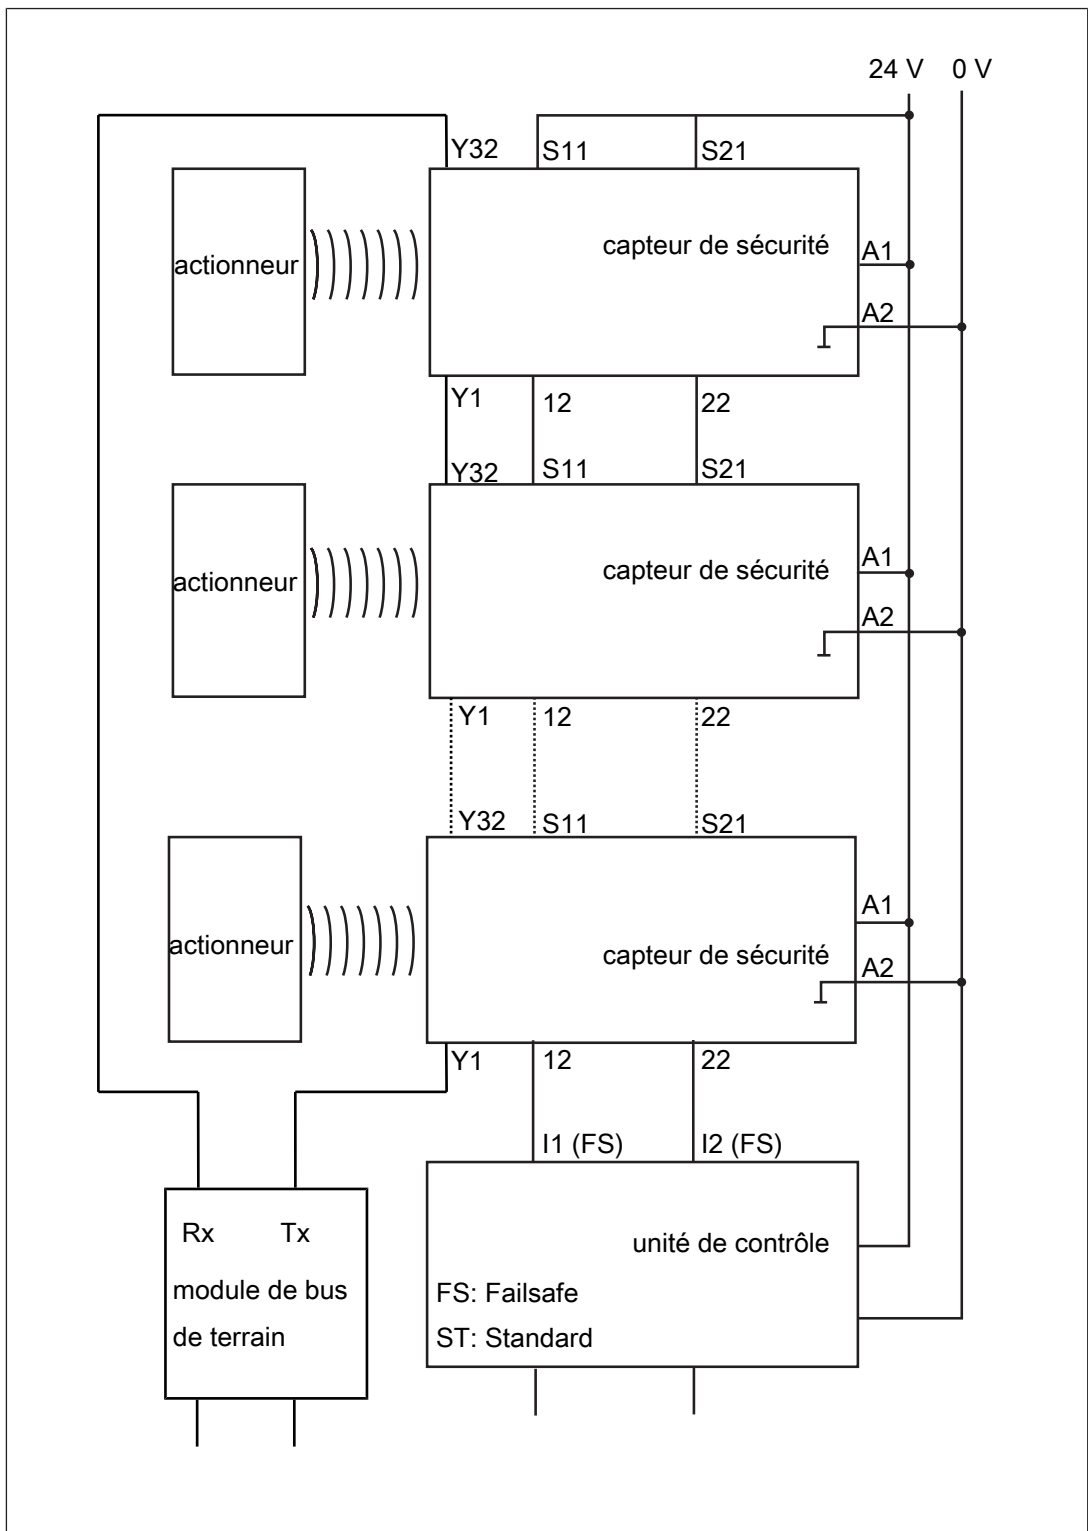 24 V 0 V
Y32 S11 S21
actionneur
capteur de sécurité
A1
A2
Y1 12 22
Y32 S11 S21
actionneur
capteur de sécurité
A1
A2
Y1 12 22
Y32 S11 S21
actionneur
capteur de sécurité
A1
A2
Y1 12 22
I1 (FS) I2 (FS)
Rx Tx
module de bus
de terrain
unité de contrôle
FS: Failsafe
ST: Standard